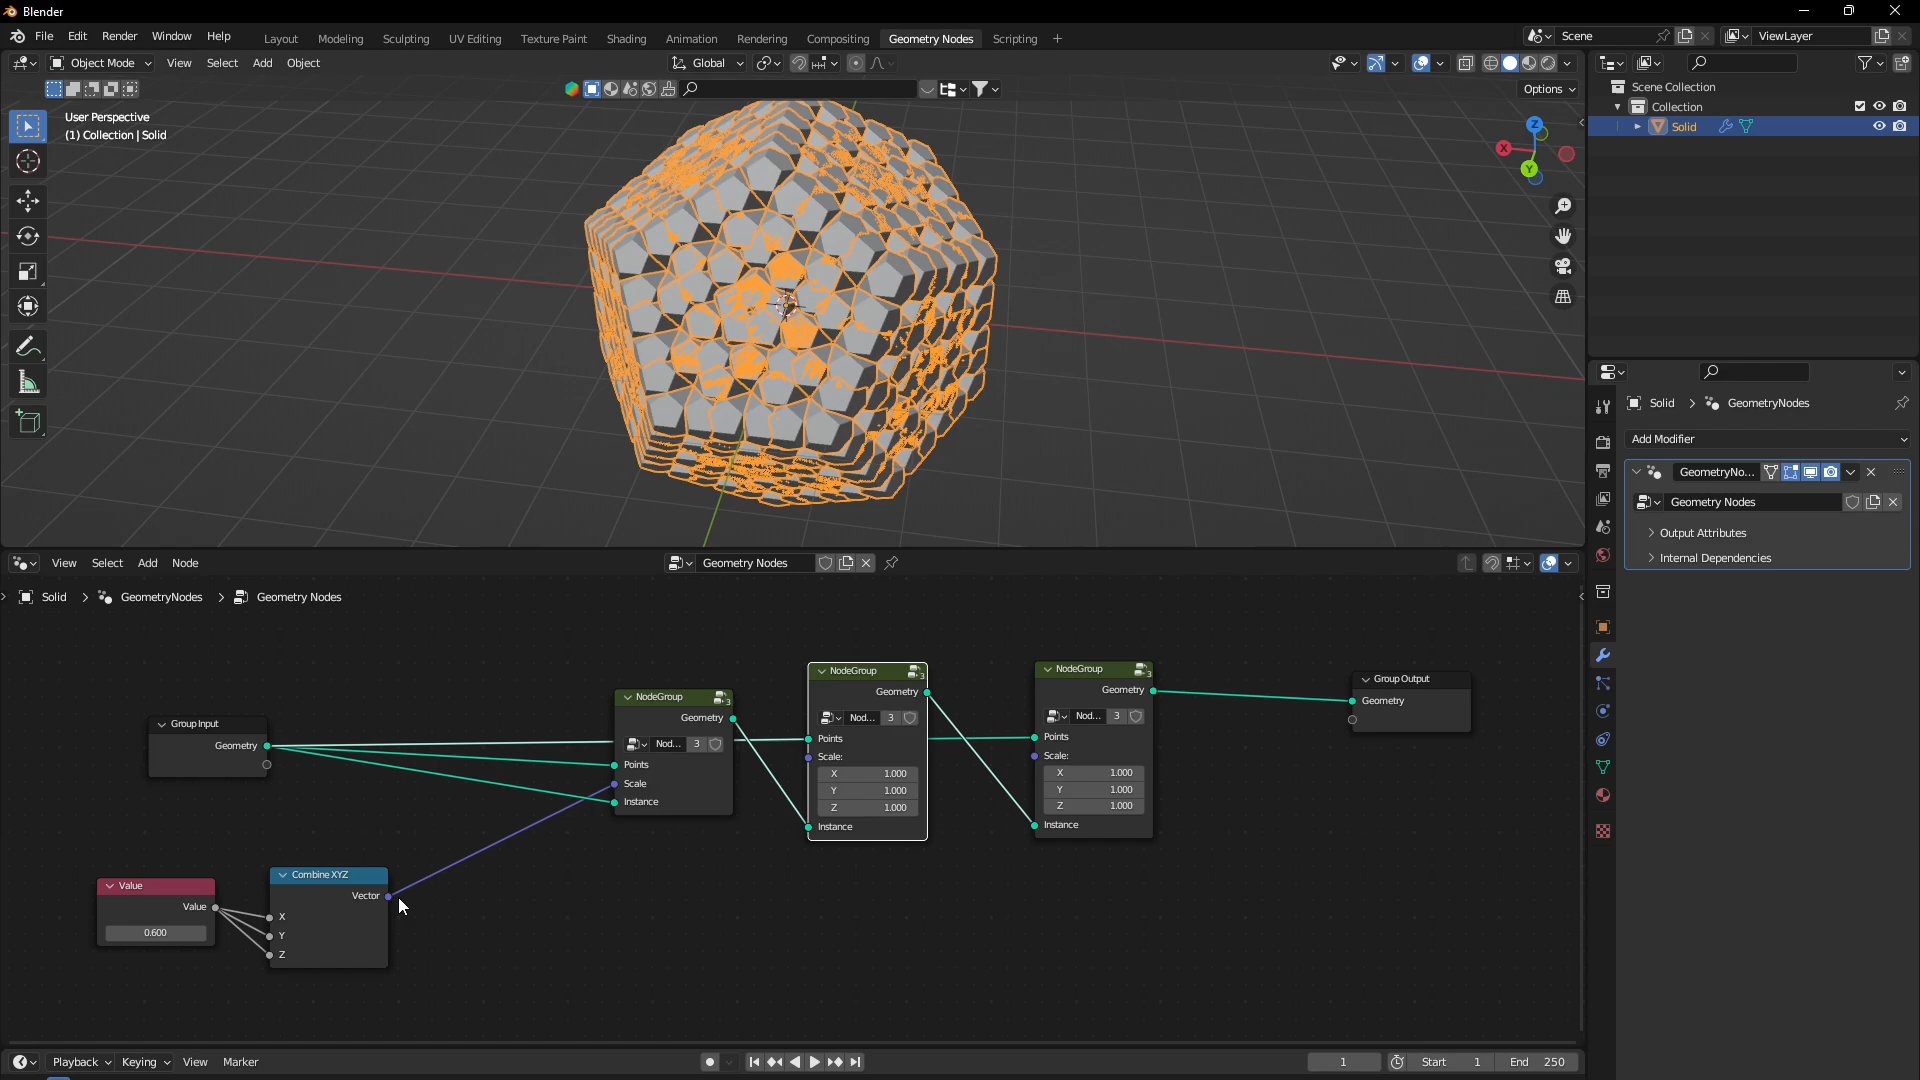 Blender
File Edit Render Window Help Layout Modeling Sculpting UV Editing Texture Paint Shading Animation Rendering Compositing Geometry Nodes Scripting + Scene ViewLayer
Object Mode View Select Add Object Global
Options
User Perspective
(1) Collection | Solid
Z
X
Y
Scene Collection
Collection
Solid
Solid > GeometryNodes
Add Modifier
GeometryNo...
Geometry Nodes
Output Attributes
Internal Dependencies
View Select Add Node Geometry Nodes
Solid > GeometryNodes > Geometry Nodes
Group Input
Geometry
Value
Value
0.600
Combine XYZ
Vector
X
Y
Z
NodeGroup
3
Geometry
Nod... 3
Points
Scale
Instance
NodeGroup
3
Geometry
Nod... 3
Points
Scale:
X 1.000
Y 1.000
Z 1.000
Instance
NodeGroup
3
Geometry
Nod... 3
Points
Scale:
X 1.000
Y 1.000
Z 1.000
Instance
Group Output
Geometry
Playback Keying View Marker 1 Start 1 End 250